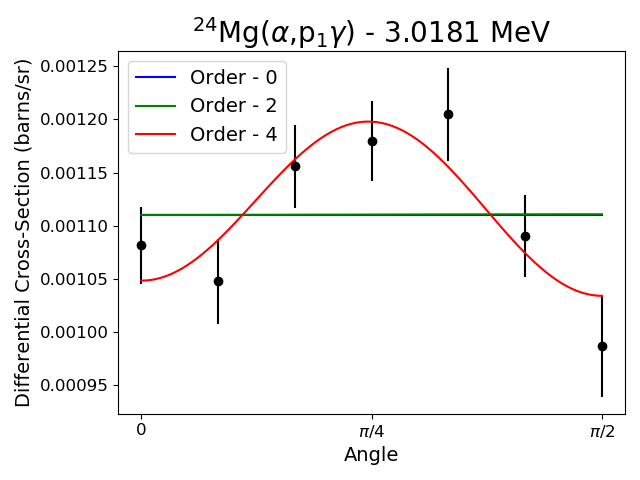 ²⁴Mg(α,p₁γ) - 3.0181 MeV
Order - 0
Order - 2
Order - 4
Differential Cross-Section (barns/sr)
0.00125
0.00120
0.00115
0.00110
0.00105
0.00100
0.00095
0 π/4 π/2
Angle